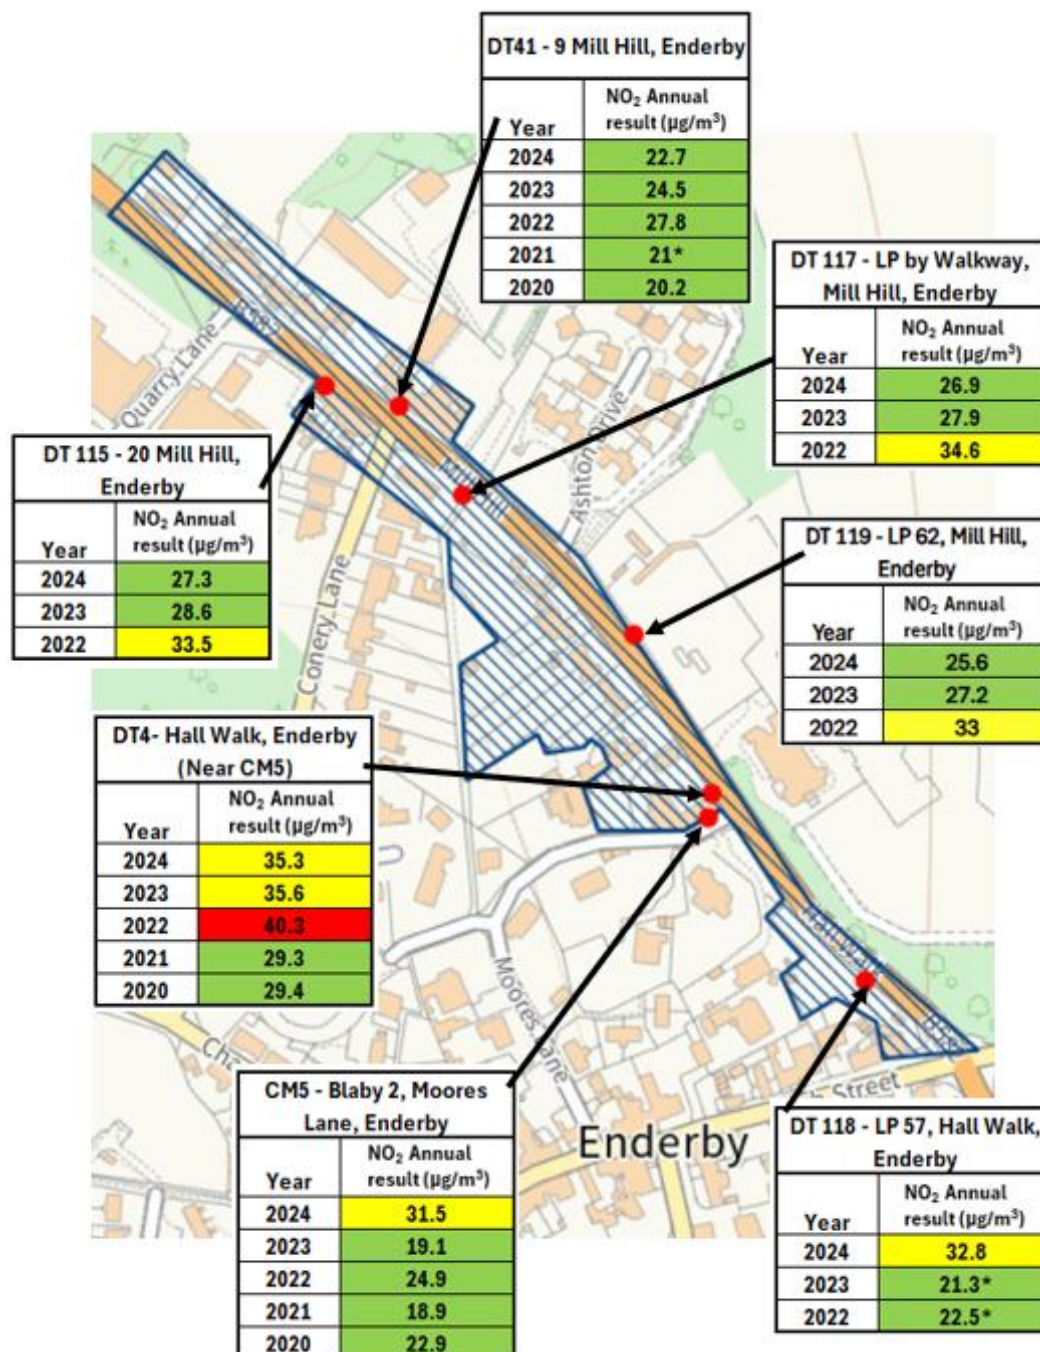 DT41 - 9 Mill Hill, Enderby
Year NO₂ Annual
result (µg/m³)
2024 22.7
2023 24.5
2022 27.8
2021 21*
2020 20.2
DT 117 - LP by Walkway,
Mill Hill, Enderby
Year NO₂ Annual
result (µg/m³)
2024 26.9
2023 27.9
2022 34.6
Quarry Lane
Mill Hill
Ashton Drive
Conery Lane
DT 115 - 20 Mill Hill,
Enderby
Year NO₂ Annual
result (µg/m³)
2024 27.3
2023 28.6
2022 33.5
DT 119 - LP 62, Mill Hill,
Enderby
Year NO₂ Annual
result (µg/m³)
2024 25.6
2023 27.2
2022 33
DT4- Hall Walk, Enderby
(Near CM5)
Year NO₂ Annual
result (µg/m³)
2024 35.3
2023 35.6
2022 40.3
2021 29.3
2020 29.4
Hall Walk
Moores Lane
Street
Enderby
CM5 - Blaby 2, Moores
Lane, Enderby
Year NO₂ Annual
result (µg/m³)
2024 31.5
2023 19.1
2022 24.9
2021 18.9
2020 22.9
DT 118 - LP 57, Hall Walk,
Enderby
Year NO₂ Annual
result (µg/m³)
2024 32.8
2023 21.3*
2022 22.5*